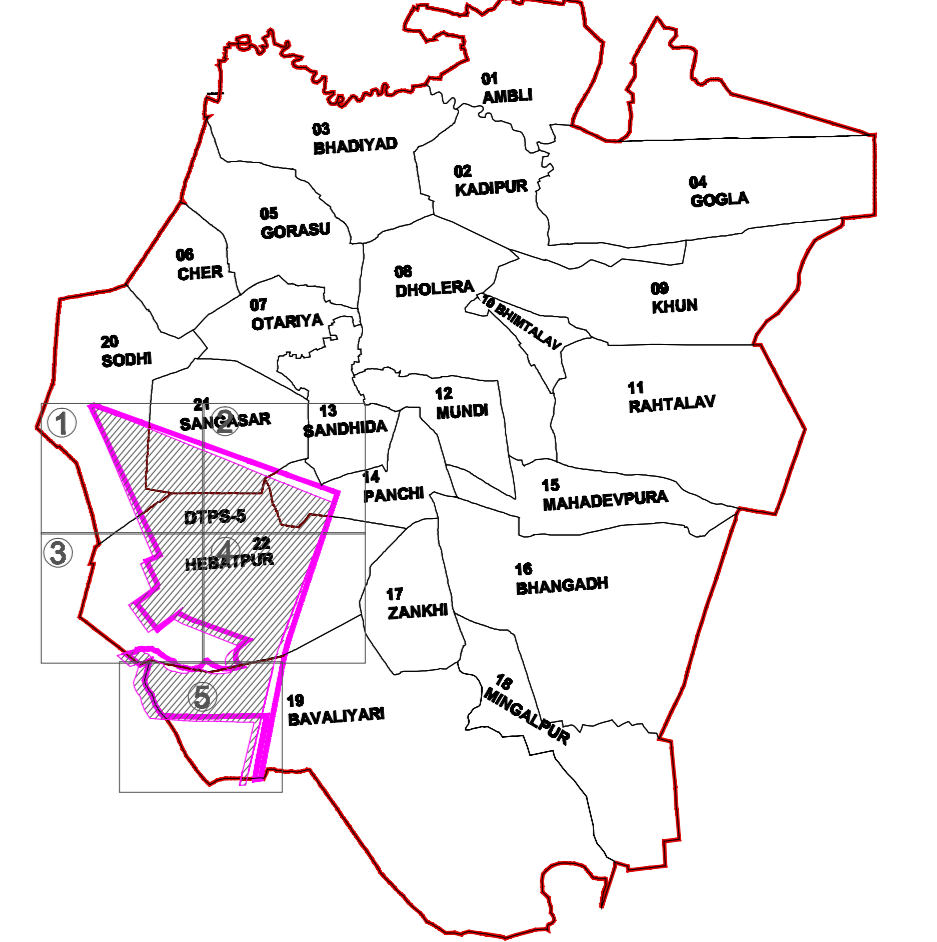 01
AMBLI
03
BHADIYAD
02
KADIPUR
04
GOGLA
05
GORASU
06
CHER
08
DHOLERA
09
KHUN
07
OTARIYA
10 BHIMTALAV
20
SODHI
11
RAHTALAV
12
MUNDI
21
SANGASAR
13
SANDHIDA
1
2
14
PANCHI
15
MAHADEVPURA
DTPS-5
3
4
22
HEBATPUR
16
BHANGADH
17
ZANKHI
18
MINGALPUR
5
19
BAVALIYARI